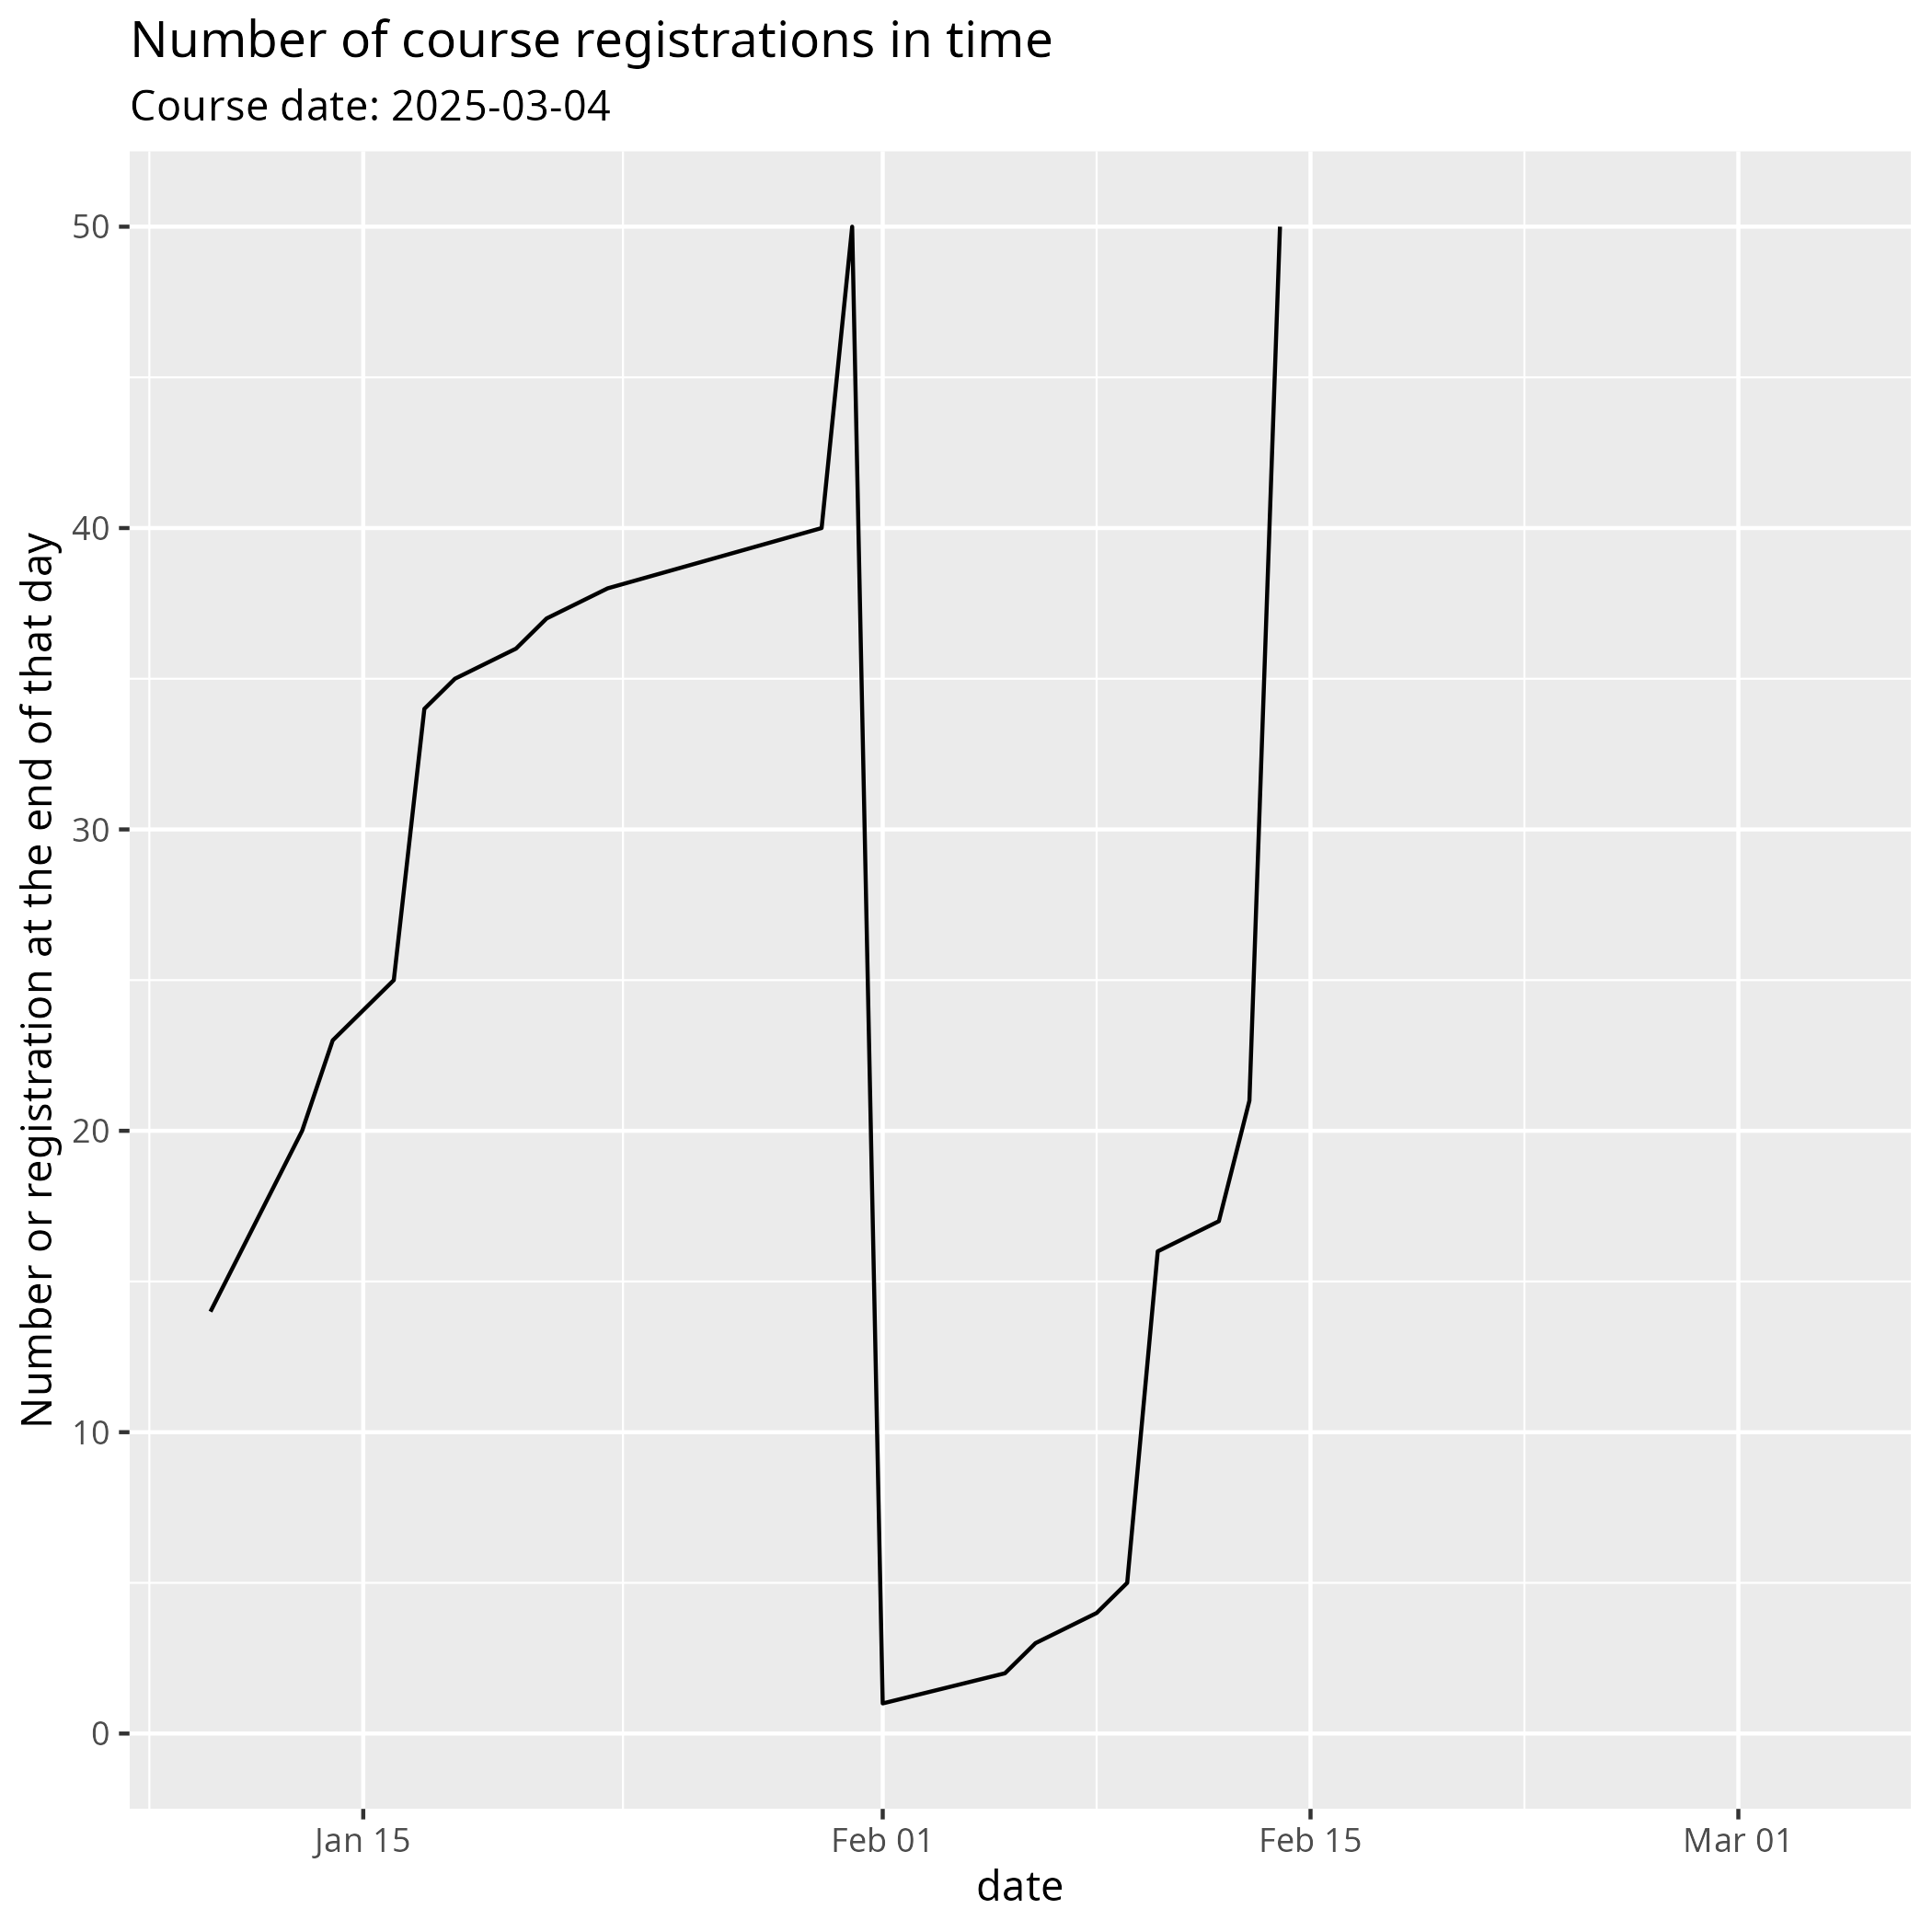 Number of course registrations in time
Course date: 2025-03-04
Number or registration at the end of that day
50
40
30
20
10
0
Jan 15
Feb 01
Feb 15
Mar 01
date